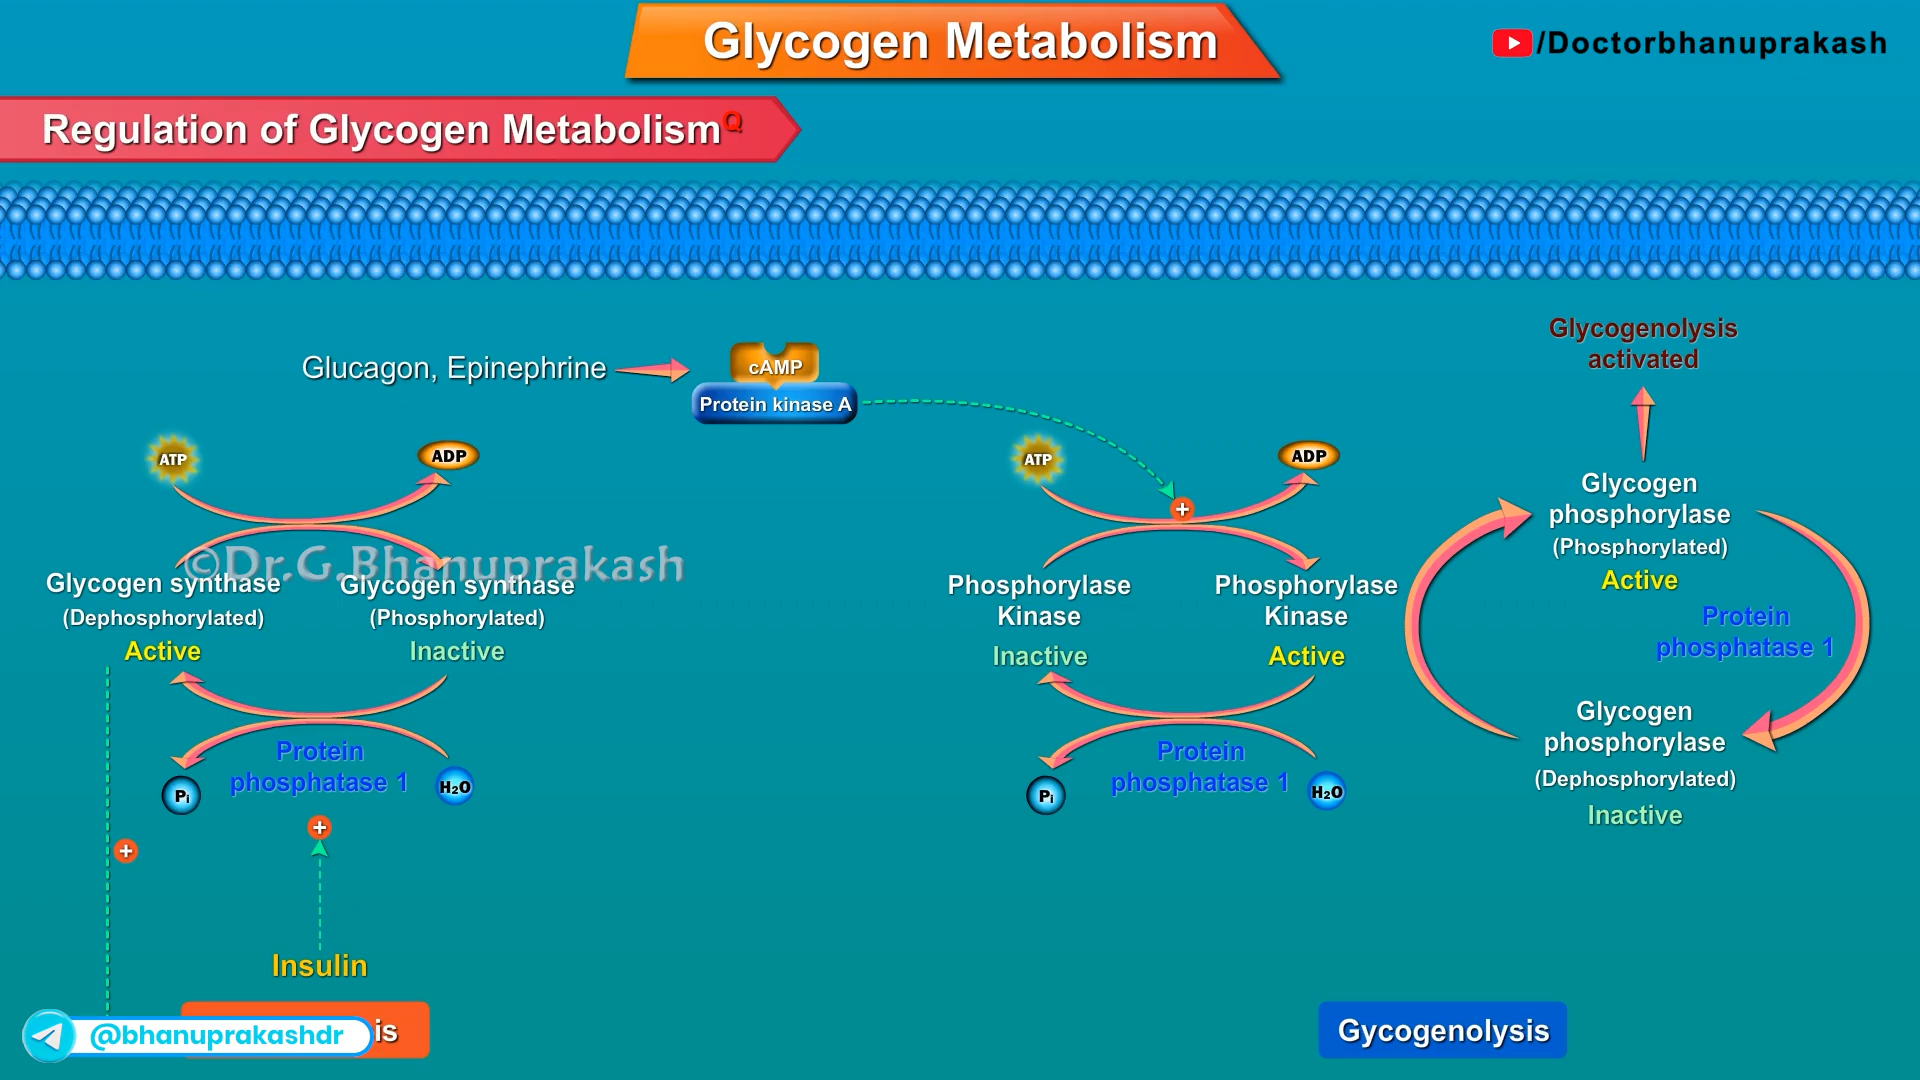 Glycogen Metabolism
/Doctorbhanuprakash
Regulation of Glycogen MetabolismQ
Glycogenolysis
activated
Glucagon, Epinephrine
cAMP
Protein kinase A
ATP
ADP
ATP
ADP
+
Glycogen
phosphorylase
(Phosphorylated)
Active
©Dr.G.Bhanuprakash
Glycogen synthase
(Dephosphorylated)
Active
Glycogen synthase
(Phosphorylated)
Inactive
Phosphorylase
Kinase
Inactive
Phosphorylase
Kinase
Active
Protein
phosphatase 1
Glycogen
phosphorylase
(Dephosphorylated)
Inactive
Protein
phosphatase 1
Pi
H₂O
Protein
phosphatase 1
Pi
H₂O
+
+
Insulin
@bhanuprakashdr
is
Gycogenolysis